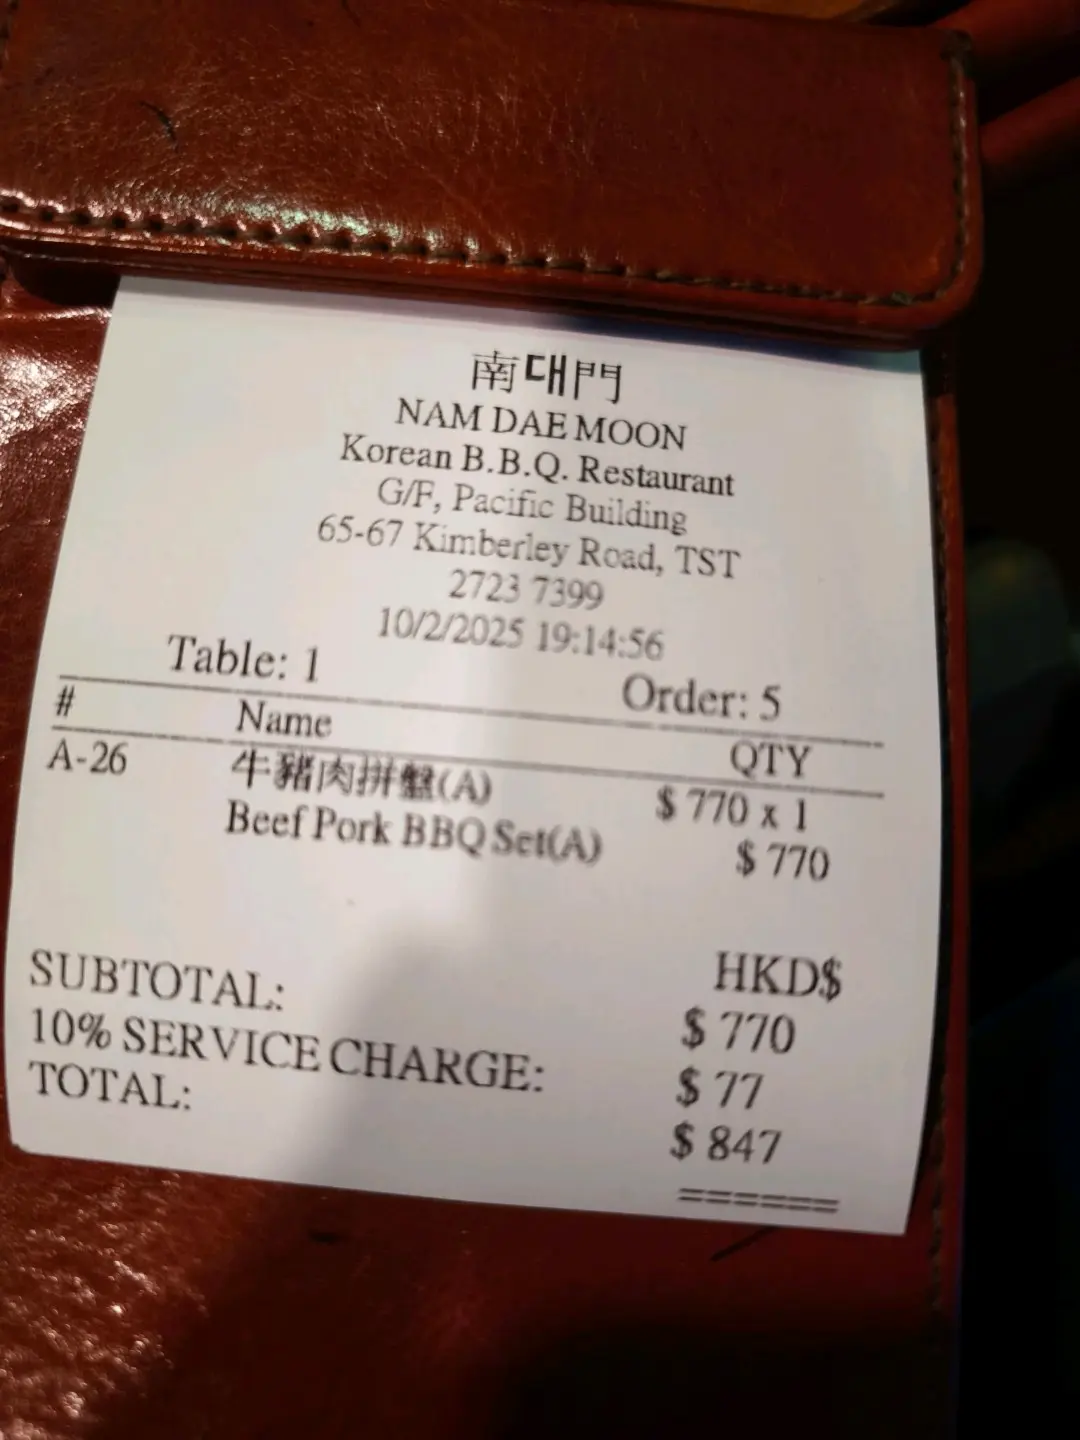 南대門
NAM DAE MOON
Korean B.B.Q. Restaurant
G/F, Pacific Building
65-67 Kimberley Road, TST
2723 7399
10/2/2025 19:14:56
Table: 1 Order: 5
# Name QTY
A-26 牛豬肉拼盤(A) $ 770 x 1
Beef Pork BBQ Set(A) $ 770
HKD$
SUBTOTAL: $ 770
10% SERVICE CHARGE: $ 77
TOTAL: $ 847
======